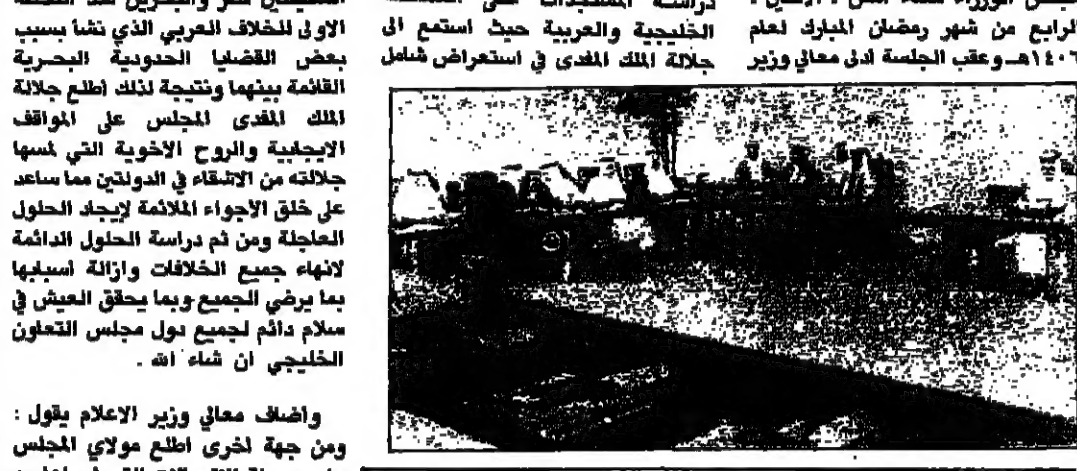 الرابع من شهر رمضان المبارك لعام
١٤٠٦هـ وعقب الجلسة ادلى معالي وزير
الخليجية والعربية حيث استمع الى
جلالة الملك المفدى في استعراض شامل
الاولى للخلاف العربي الذي نشأ بسبب
بعض القضايا الحدودية البحرية
القائمة بينهما ونتيجة لذلك اطلع جلالة
الملك المفدى المجلس على المواقف
الايجابية والروح الاخوية التي لمسها
جلالته من الاشقاء في الدولتين مما ساعد
على خلق الاجواء الملائمة لإيجاد الحلول
العاجلة ومن ثم دراسة الحلول الدائمة
لانهاء جميع الخلافات وازالة اسبابها
بما يرضي الجميع وبما يحقق العيش في
سلام دائم لجميع دول مجلس التعاون
الخليجي ان شاء الله .
وأضاف معالي وزير الاعلام يقول :
ومن جهة اخرى اطلع مولاي المجلس